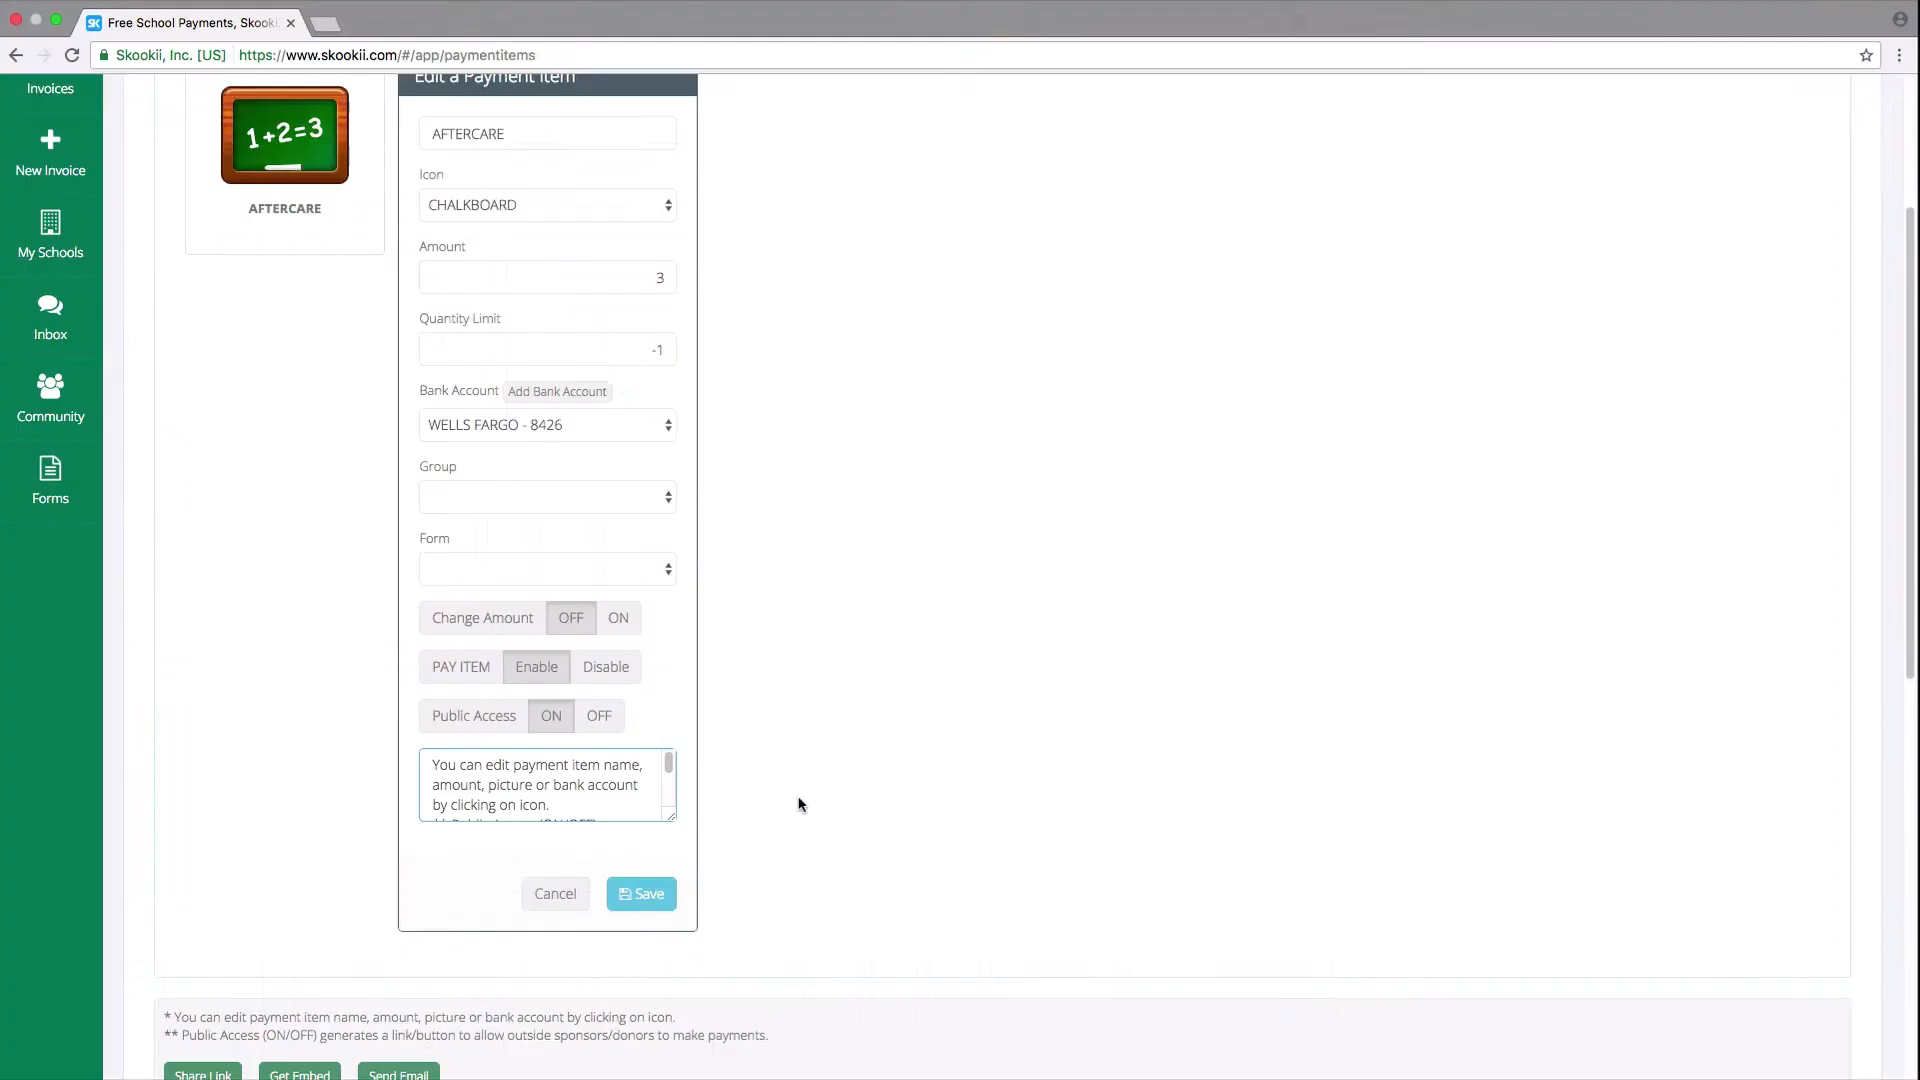 Free School Payments, Skooki
Skookii, Inc. [US]
https://www.skookii.com/#/app/paymentitems
Invoices
New Invoice
My Schools
Inbox
Community
Forms
1+2=3
AFTERCARE
Edit a Payment Item
AFTERCARE
Icon
CHALKBOARD
Amount
3
Quantity Limit
-1
Bank Account Add Bank Account
WELLS FARGO - 8426
Group
Form
Change Amount OFF ON
PAY ITEM Enable Disable
Public Access ON OFF
You can edit payment item name,
amount, picture or bank account
by clicking on icon.
Cancel Save
* You can edit payment item name, amount, picture or bank account by clicking on icon.
** Public Access (ON/OFF) generates a link/button to allow outside sponsors/donors to make payments.
Share Link Get Embed Send Email